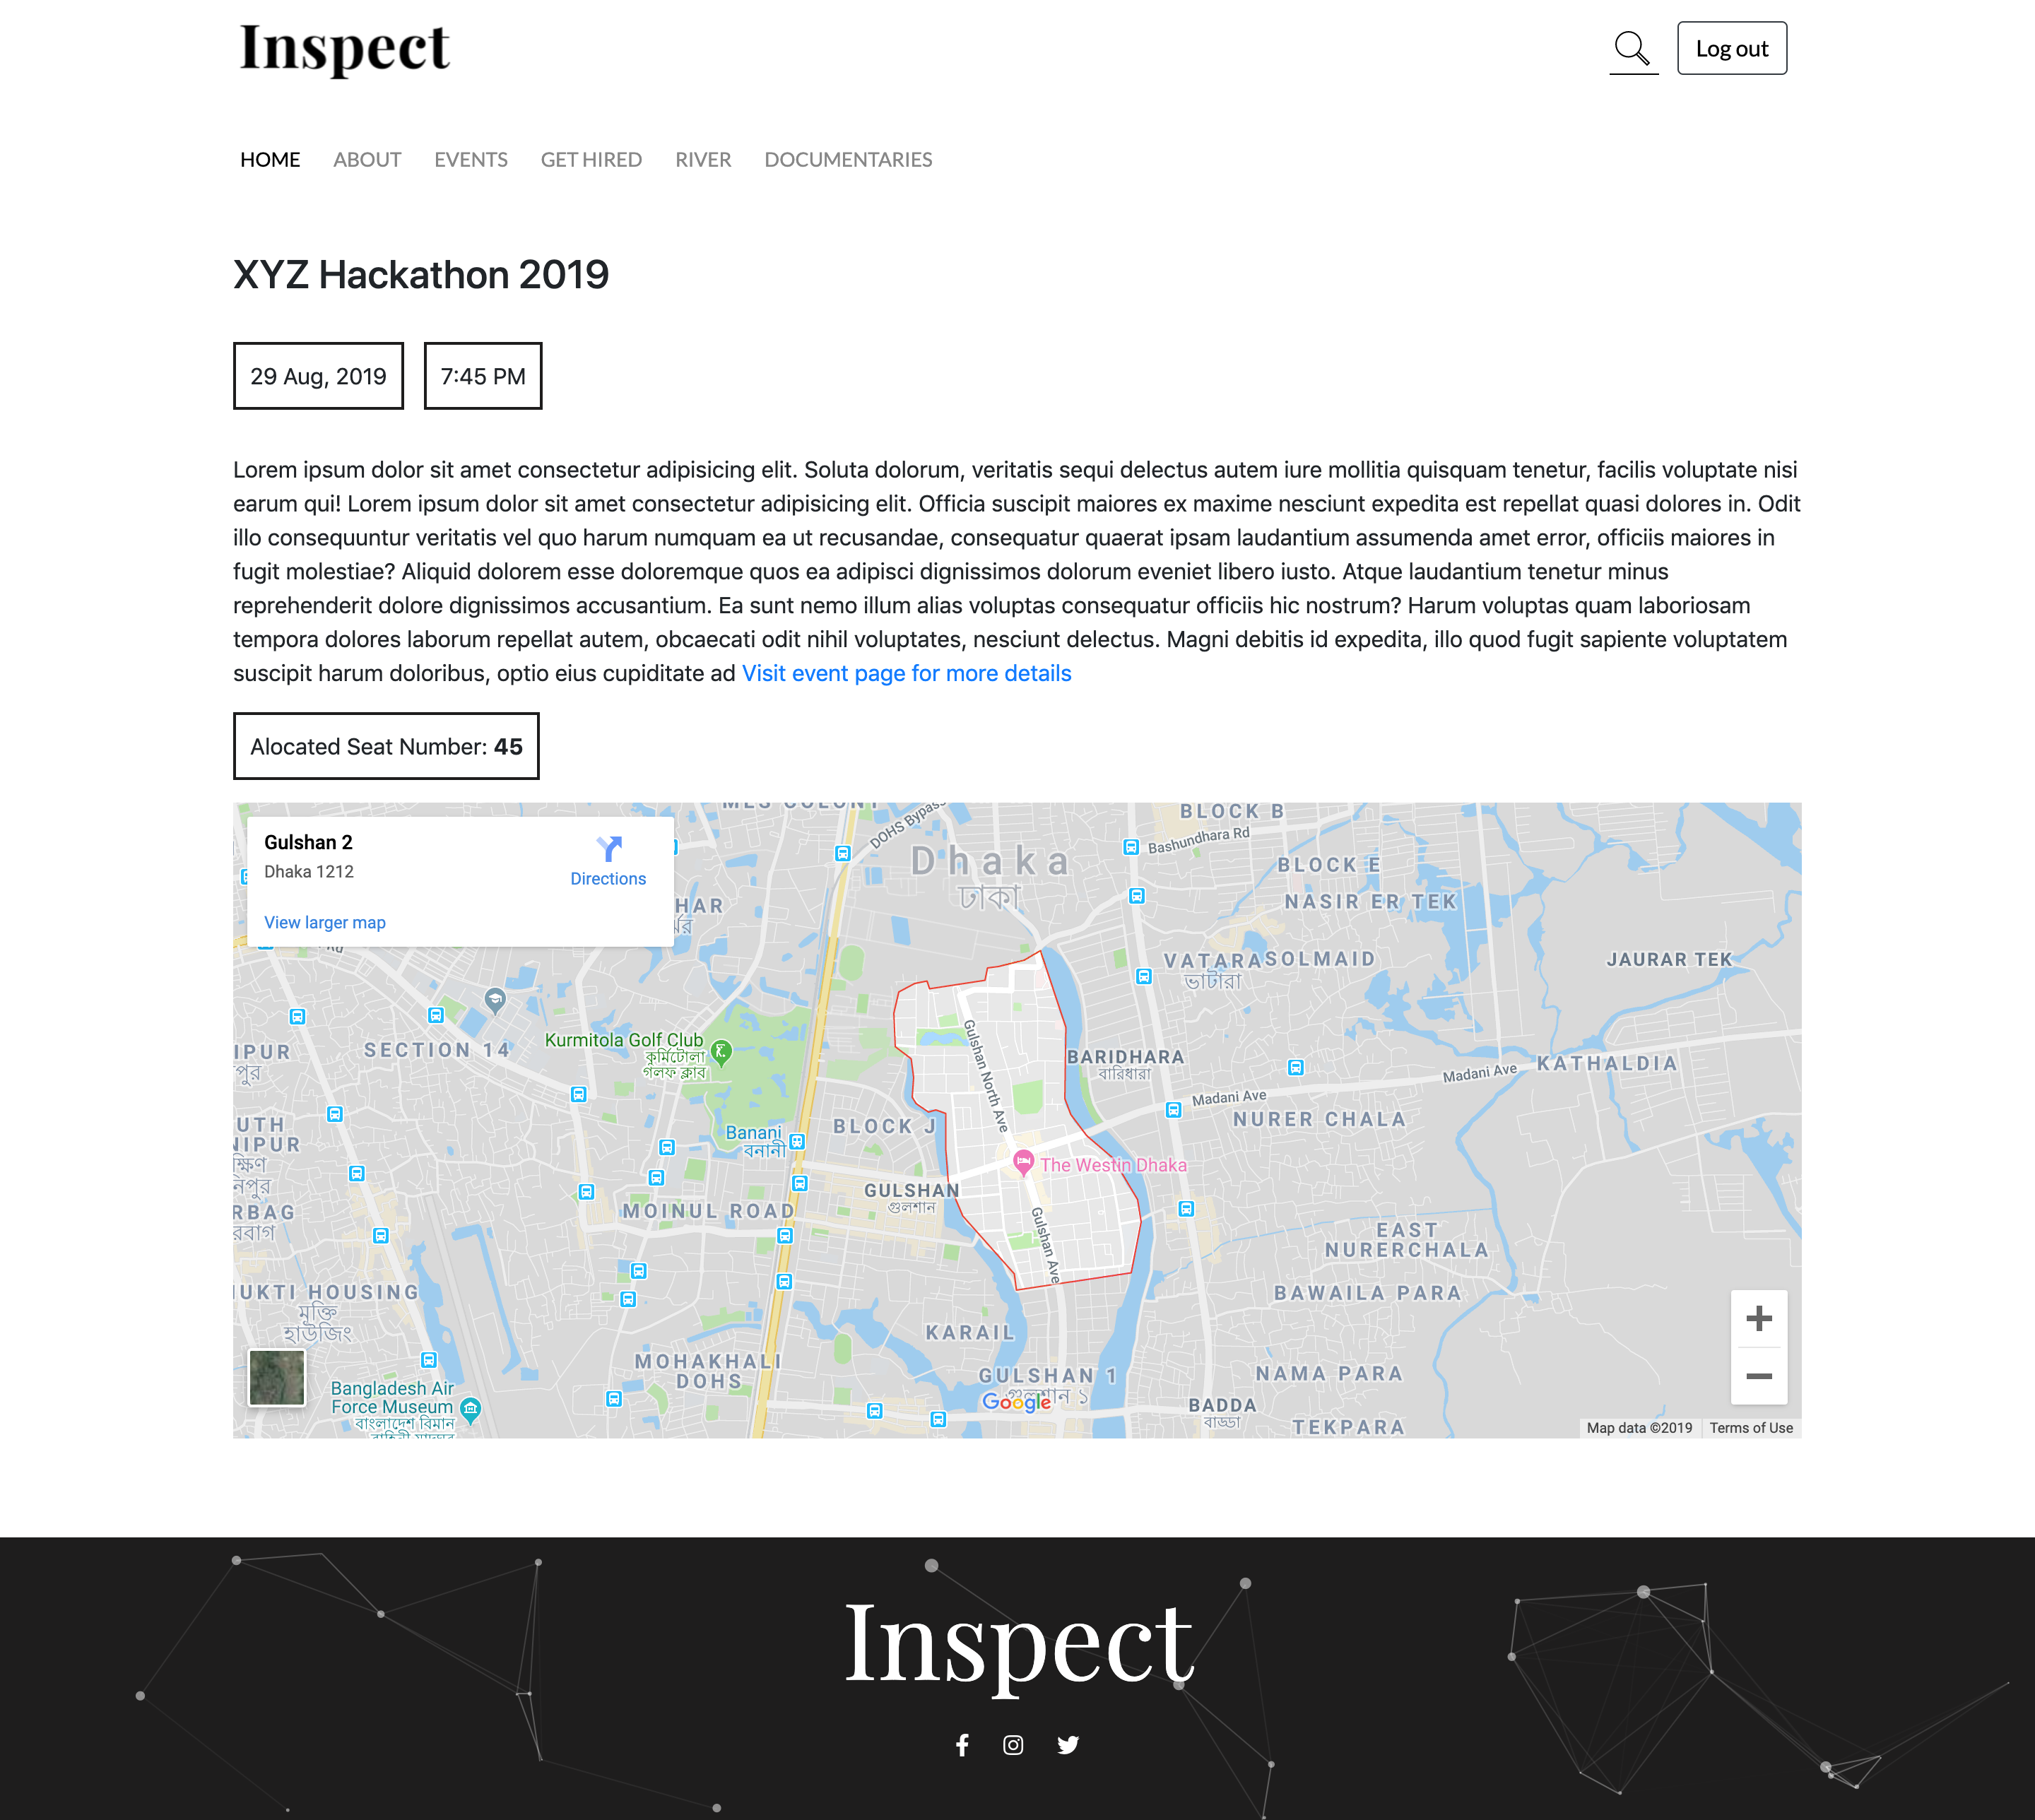 Inspect
Log out
HOME ABOUT EVENTS GET HIRED RIVER DOCUMENTARIES
XYZ Hackathon 2019
29 Aug, 2019
7:45 PM
Lorem ipsum dolor sit amet consectetur adipisicing elit. Soluta dolorum, veritatis sequi delectus autem iure mollitia quisquam tenetur, facilis voluptate nisi
earum qui! Lorem ipsum dolor sit amet consectetur adipisicing elit. Officia suscipit maiores ex maxime nesciunt expedita est repellat quasi dolores in. Odit
illo consequuntur veritatis vel quo harum numquam ea ut recusandae, consequatur quaerat ipsam laudantium assumenda amet error, officiis maiores in
fugit molestiae? Aliquid dolorem esse doloremque quos ea adipisci dignissimos dolorum eveniet libero iusto. Atque laudantium tenetur minus
reprehenderit dolore dignissimos accusantium. Ea sunt nemo illum alias voluptas consequatur officiis hic nostrum? Harum voluptas quam laboriosam
tempora dolores laborum repellat autem, obcaecati odit nihil voluptates, nesciunt delectus. Magni debitis id expedita, illo quod fugit sapiente voluptatem
suscipit harum doloribus, optio eius cupiditate ad Visit event page for more details
Alocated Seat Number: 45
Gulshan 2
Dhaka 1212
Directions
View larger map
DOHS Bypass
BLOCK B
Bashundhara Rd
Dhaka
ঢাকা
BLOCK E
NASIR ER TEK
VATARA
ভাটারা
SOLMAID
JAURAR TEK
SECTION 14
Kurmitola Golf Club
কুর্মিটোলা
গলফ ক্লাব
Gulshan North Ave
BARIDHARA
বারিধারা
KATHALDIA
Madani Ave
Madani Ave
NURER CHALA
BLOCK J
Banani
বনানী
The Westin Dhaka
GULSHAN
গুলশান
MOINUL ROAD
Gulshan Ave
EAST
NURERCHALA
BAWAILA PARA
UKTI HOUSING
মুক্তি
হাউজিং
KARAIL
MOHAKHALI
DOHS
GULSHAN 1
গুলশান ১
NAMA PARA
Bangladesh Air
Force Museum
বাংলাদেশ বিমান
BADDA
বাড্ডা
TEKPARA
Google
Map data ©2019 Terms of Use
Inspect